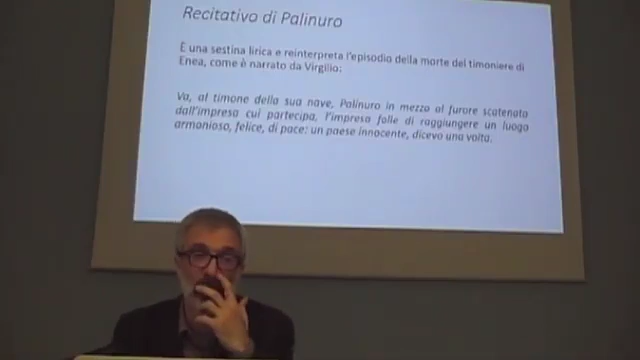 Recitativo di Palinuro
È una sestina lirica e reinterpreta l'episodio della morte del timoniere di
Enea, come è narrato da Virgilio:
Va, al timone della sua nave, Palinuro in mezzo al furore scatenato
dall'impresa cui partecipa, l'impresa folle di raggiungere un luogo
armonioso, felice, di pace: un paese innocente, dicevo una volta.